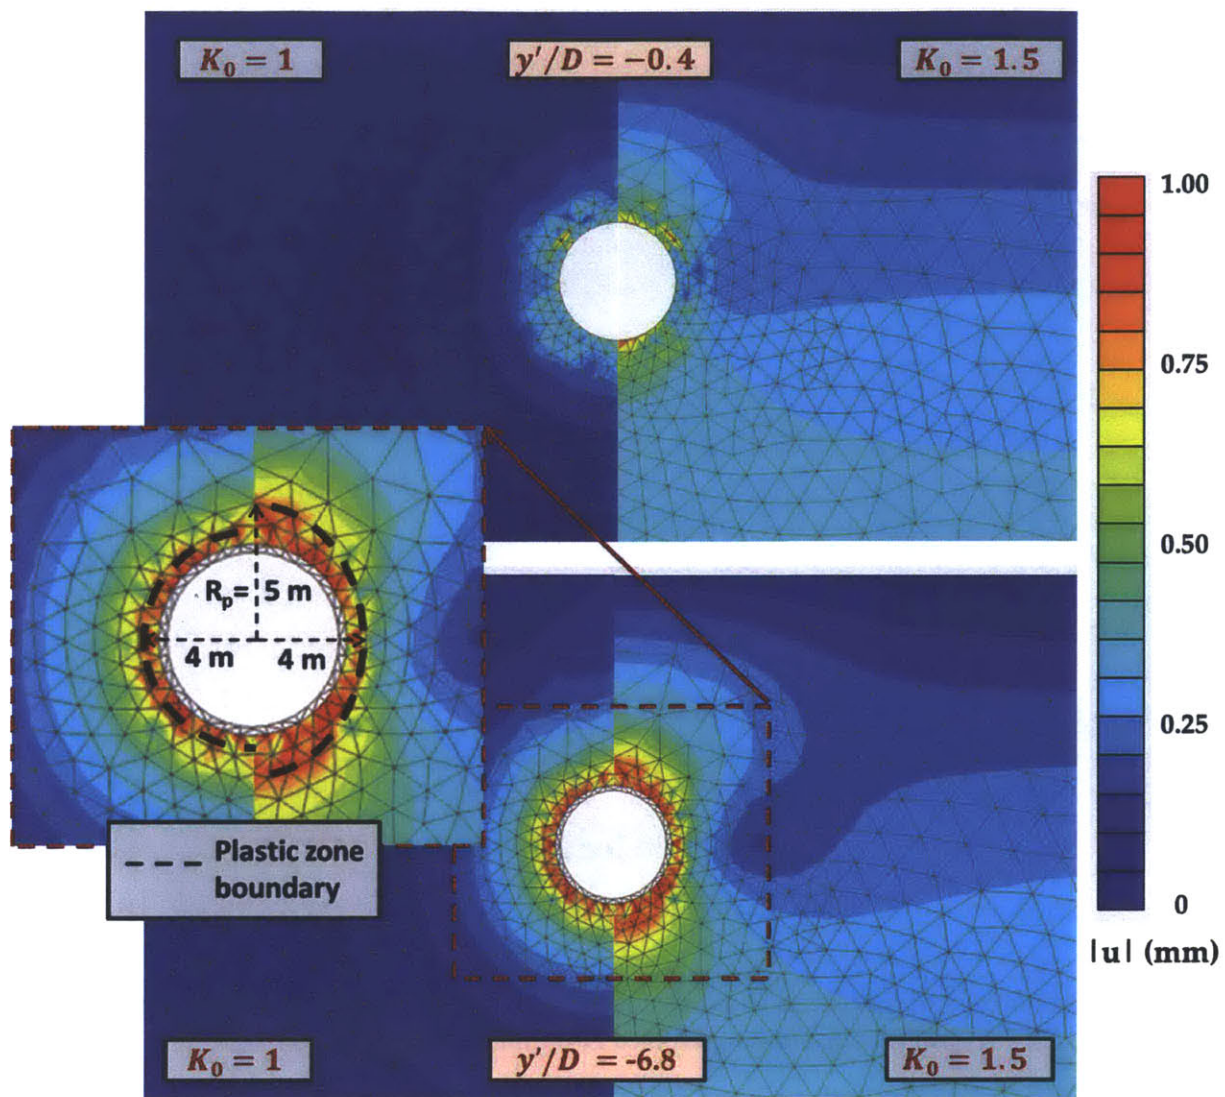 K₀ = 1
y'/D = −0.4
K₀ = 1.5
1.00
0.75
0.50
0.25
0
|u| (mm)
Rₚ= 5 m
4 m 4 m
Plastic zone
boundary
K₀ = 1
y'/D = -6.8
K₀ = 1.5